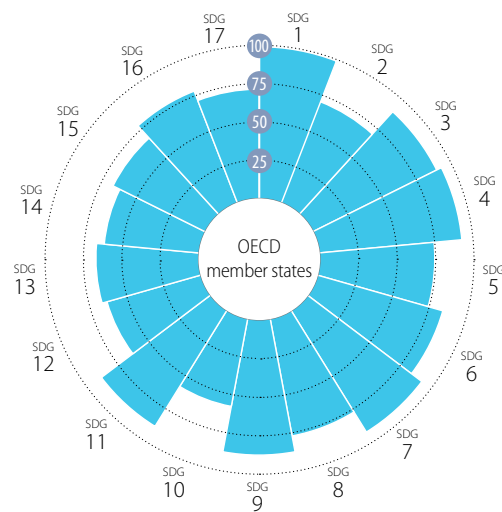 100
75
50
25
OECD
member states
SDG
1
SDG
2
SDG
3
SDG
4
SDG
5
SDG
6
SDG
7
SDG
8
SDG
9
SDG
10
SDG
11
SDG
12
SDG
13
SDG
14
SDG
15
SDG
16
SDG
17